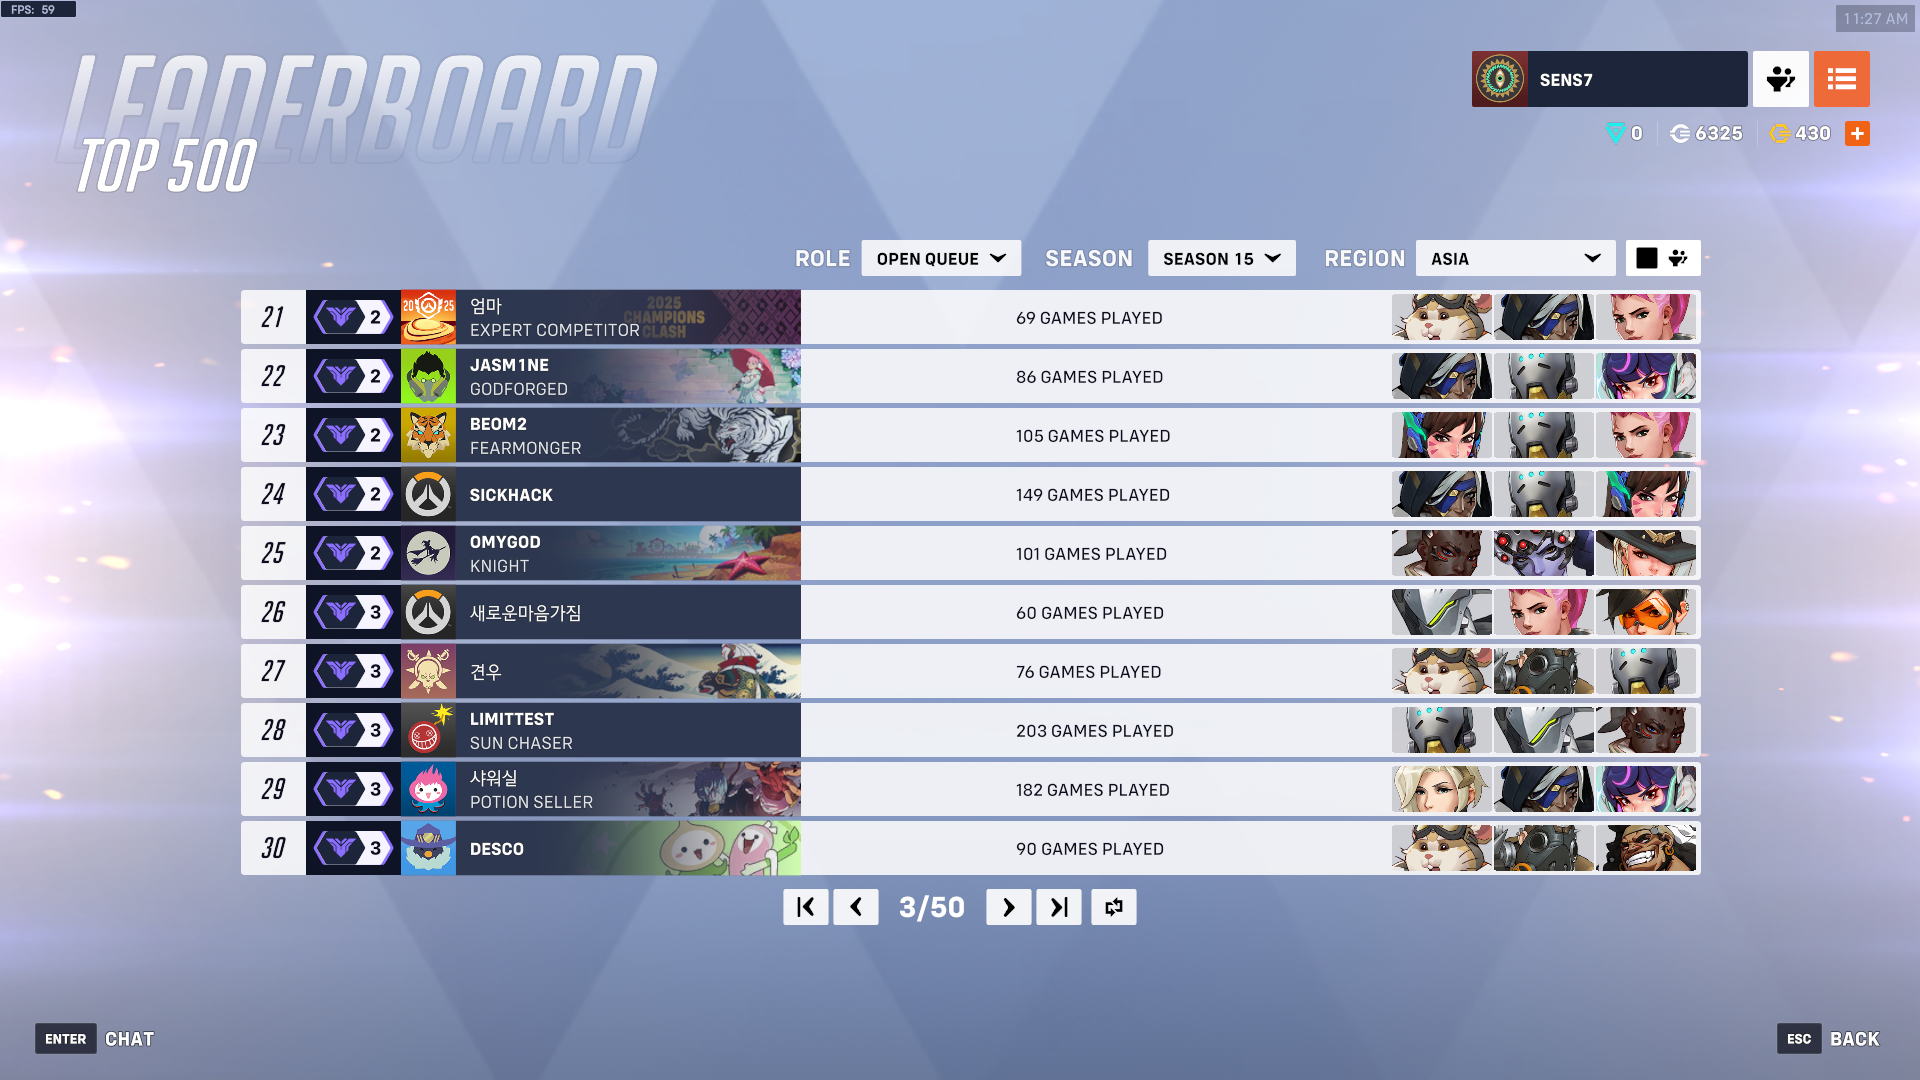 FPS: 59
11:27 AM
LEADERBOARD
TOP 500
SENS7
0 6325 430
ROLE OPEN QUEUE SEASON SEASON 15 REGION ASIA
21 2 엄마 69 GAMES PLAYED
EXPERT COMPETITOR
2025
CHAMPIONS
CLASH
22 2 JASM1NE 86 GAMES PLAYED
GODFORGED
23 2 BEOM2 105 GAMES PLAYED
FEARMONGER
24 2 SICKHACK 149 GAMES PLAYED
25 2 OMYGOD 101 GAMES PLAYED
KNIGHT
26 3 새로운마음가짐 60 GAMES PLAYED
27 3 견우 76 GAMES PLAYED
28 3 LIMITTEST 203 GAMES PLAYED
SUN CHASER
29 3 샤워실 182 GAMES PLAYED
POTION SELLER
30 3 DESCO 90 GAMES PLAYED
3/50
ENTER CHAT
ESC BACK